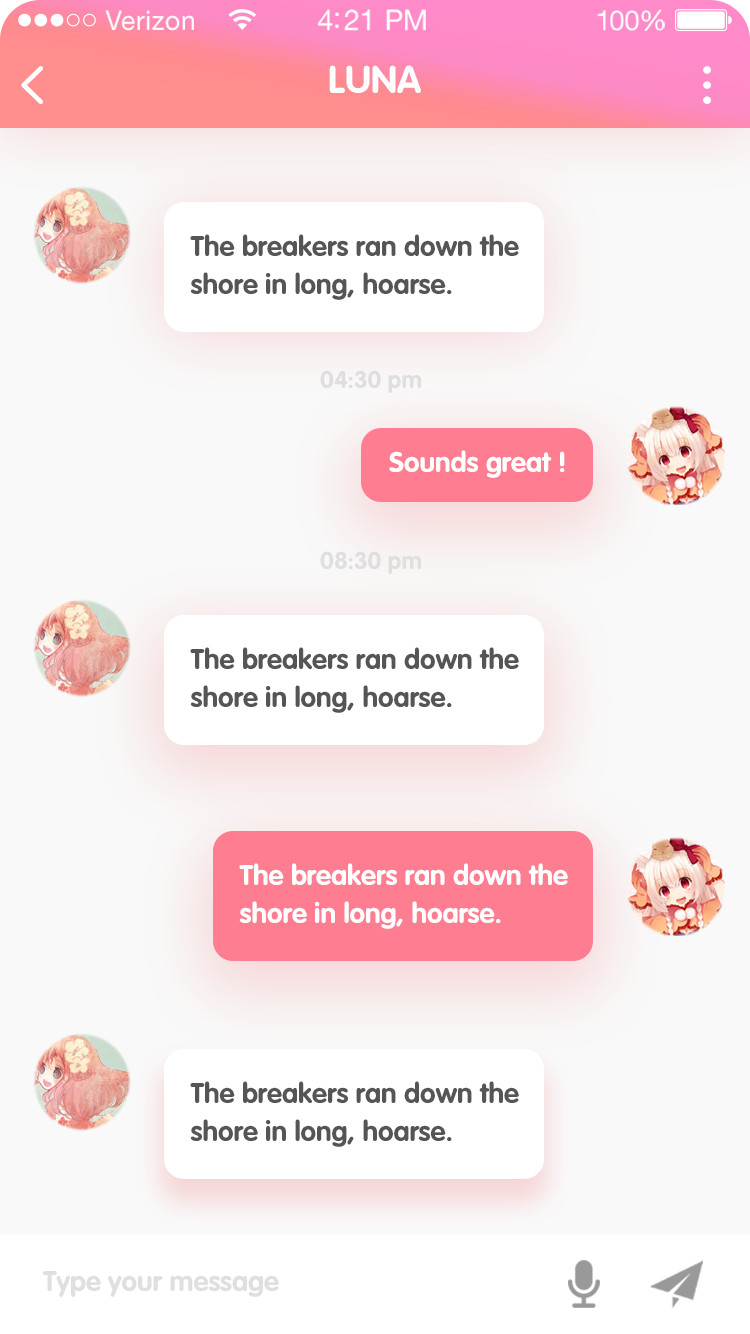 Verizon 4:21 PM 100%
LUNA
The breakers ran down the
shore in long, hoarse.
04:30 pm
Sounds great !
08:30 pm
The breakers ran down the
shore in long, hoarse.
The breakers ran down the
shore in long, hoarse.
The breakers ran down the
shore in long, hoarse.
Type your message